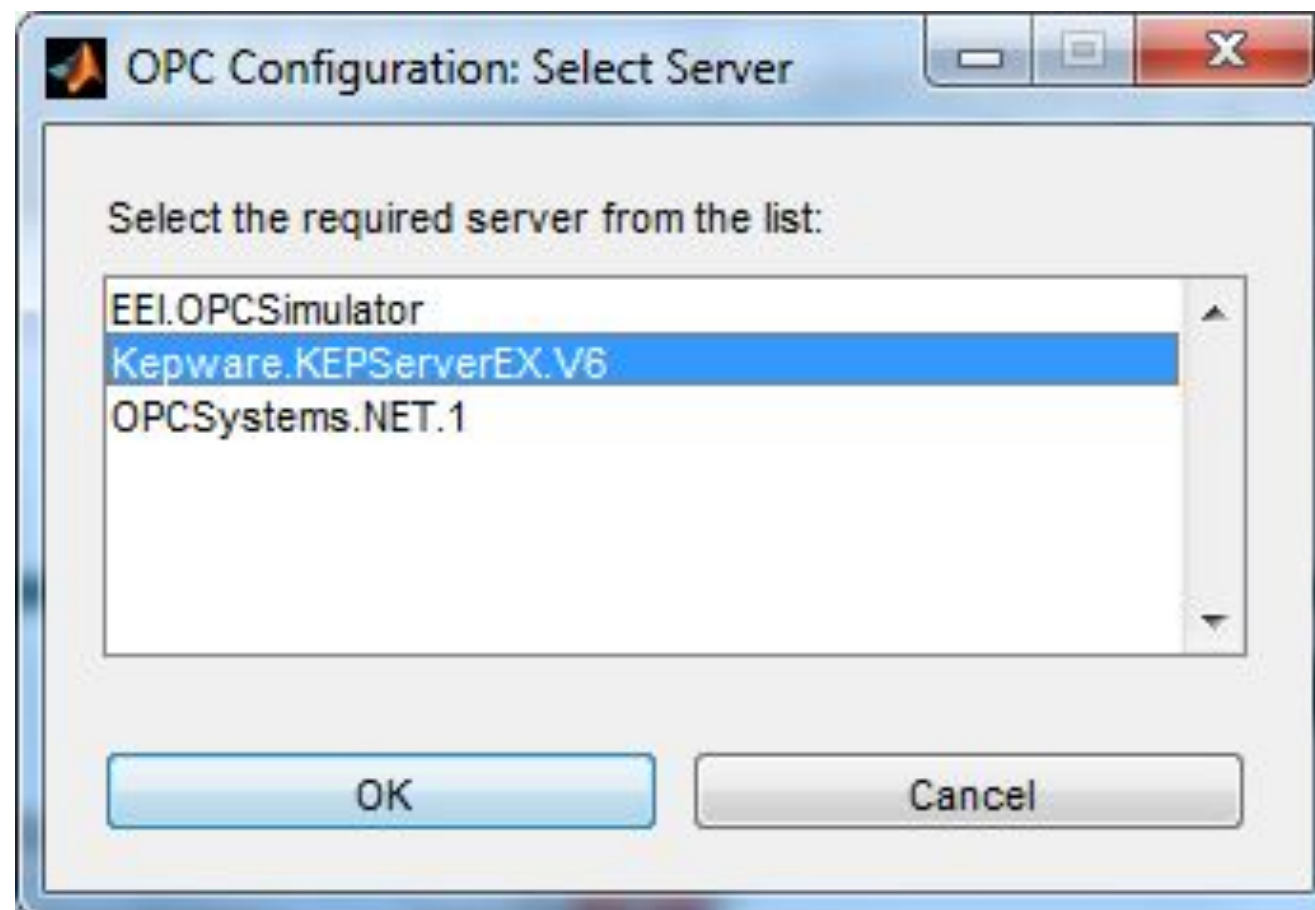 OPC Configuration: Select Server
Select the required server from the list:
EEI.OPCSimulator
Kepware.KEPServerEX.V6
OPCSystems.NET.1
OK
Cancel